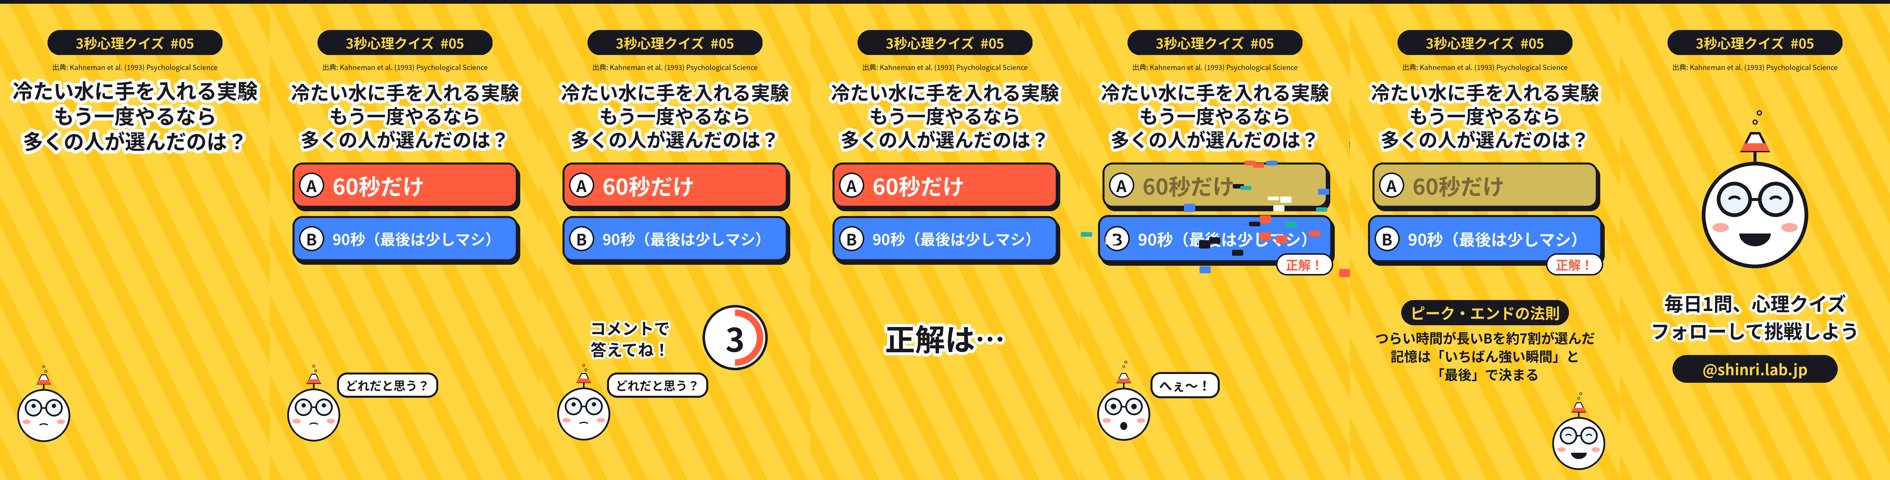 3秒心理クイズ #05
出典: Kahneman et al. (1993) Psychological Science
冷たい水に手を入れる実験
もう一度やるなら
多くの人が選んだのは？
3秒心理クイズ #05
出典: Kahneman et al. (1993) Psychological Science
冷たい水に手を入れる実験
もう一度やるなら
多くの人が選んだのは？
A 60秒だけ
B 90秒（最後は少しマシ）
どれだと思う？
3秒心理クイズ #05
出典: Kahneman et al. (1993) Psychological Science
冷たい水に手を入れる実験
もう一度やるなら
多くの人が選んだのは？
A 60秒だけ
B 90秒（最後は少しマシ）
コメントで
答えてね！
3
どれだと思う？
3秒心理クイズ #05
出典: Kahneman et al. (1993) Psychological Science
冷たい水に手を入れる実験
もう一度やるなら
多くの人が選んだのは？
A 60秒だけ
B 90秒（最後は少しマシ）
正解は…
3秒心理クイズ #05
出典: Kahneman et al. (1993) Psychological Science
冷たい水に手を入れる実験
もう一度やるなら
多くの人が選んだのは？
A 60秒だけ
B 90秒（最後は少しマシ）
正解！
へぇ〜！
3秒心理クイズ #05
出典: Kahneman et al. (1993) Psychological Science
冷たい水に手を入れる実験
もう一度やるなら
多くの人が選んだのは？
A 60秒だけ
B 90秒（最後は少しマシ）
正解！
ピーク・エンドの法則
つらい時間が長いBを約7割が選んだ
記憶は「いちばん強い瞬間」と
「最後」で決まる
3秒心理クイズ #05
出典: Kahneman et al. (1993) Psychological Science
毎日1問、心理クイズ
フォローして挑戦しよう
@shinri.lab.jp